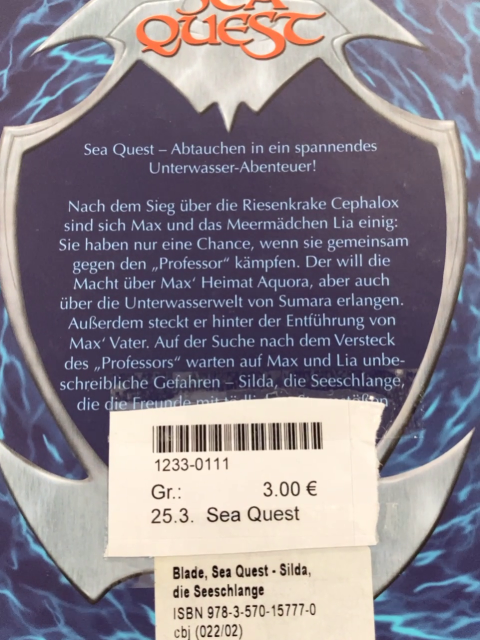 SEA
QUEST
Sea Quest – Abtauchen in ein spannendes
Unterwasser-Abenteuer!
Nach dem Sieg über die Riesenkrake Cephalox
sind sich Max und das Meermädchen Lia einig:
Sie haben nur eine Chance, wenn sie gemeinsam
gegen den „Professor“ kämpfen. Der will die
Macht über Max‘ Heimat Aquora, aber auch
über die Unterwasserwelt von Sumara erlangen.
Außerdem steckt er hinter der Entführung von
Max‘ Vater. Auf der Suche nach dem Versteck
des „Professors“ warten auf Max und Lia unbe-
schreibliche Gefahren – Silda, die Seeschlange,
die die Freunde mit
1233-0111
Gr.: 3.00 €
25.3. Sea Quest
Blade, Sea Quest - Silda,
die Seeschlange
ISBN 978-3-570-15777-0
cbj (022/02)